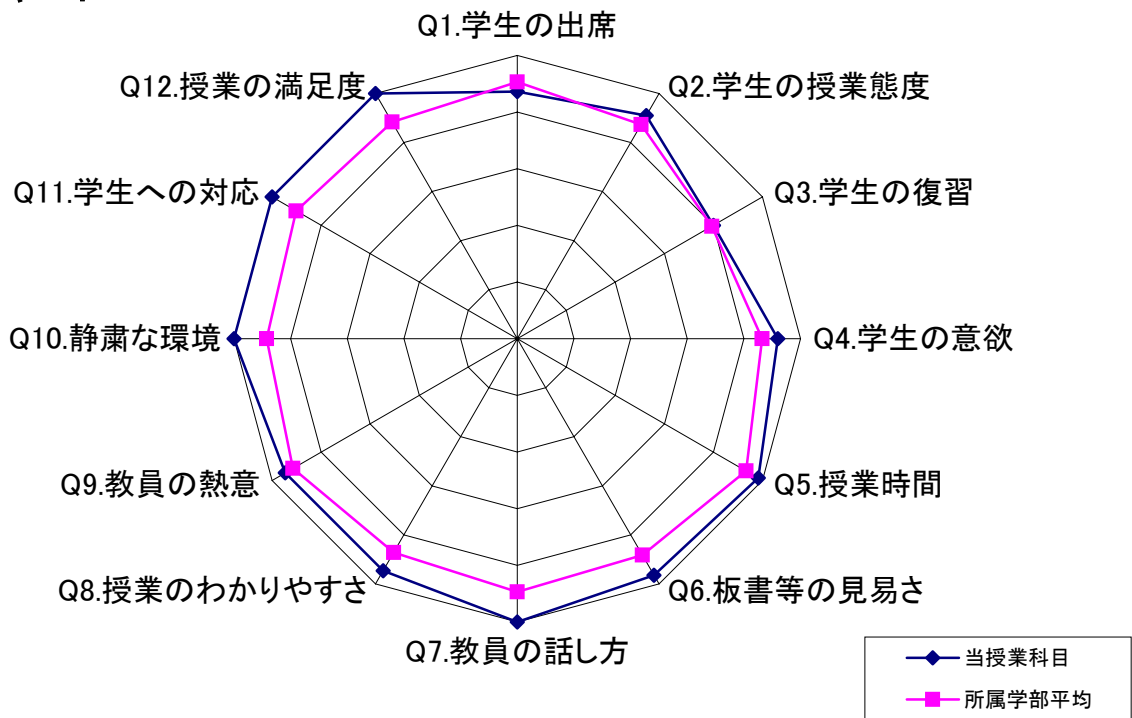 Q1.学生の出席
Q2.学生の授業態度
Q3.学生の復習
Q4.学生の意欲
Q5.授業時間
Q6.板書等の見易さ
Q7.教員の話し方
Q8.授業のわかりやすさ
Q9.教員の熱意
Q10.静粛な環境
Q11.学生への対応
Q12.授業の満足度
当授業科目
所属学部平均